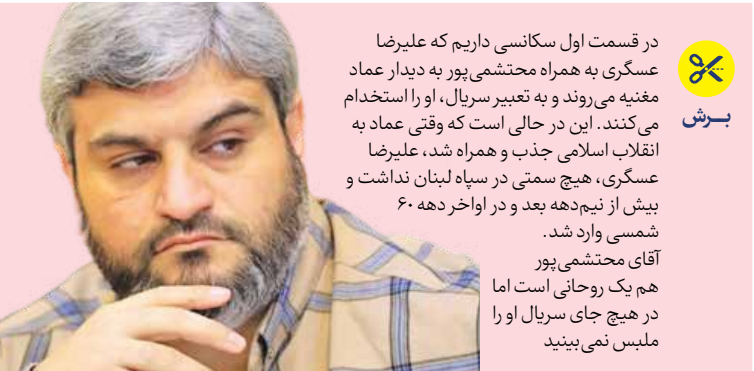 برش
در قسمت اول سکانسی داریم که علیرضا
عسگری به همراه محتشمی‌پور به دیدار عماد
مغنیه می‌روند و به تعبیر سریال، او را استخدام
می‌کنند. این در حالی است که وقتی عماد به
انقلاب اسلامی جذب و همراه شد، علیرضا
عسگری، هیچ سمتی در سپاه لبنان نداشت و
بیش از نیم‌دهه بعد و در اواخر دهه ۶۰
شمسی وارد شد.
آقای محتشمی‌پور
هم یک روحانی است اما
در هیچ جای سریال او را
ملبس نمی‌بینید